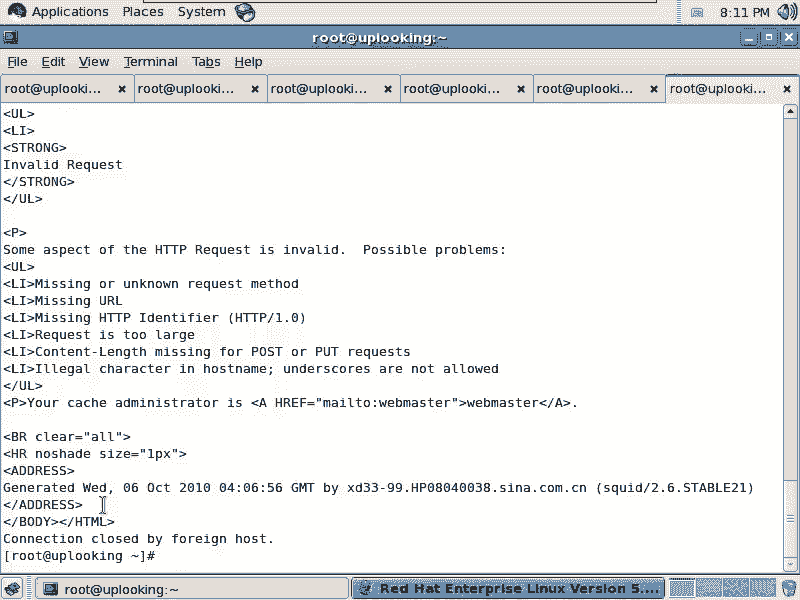 Applications Places System
8:11 PM
root@uplooking:~
File Edit View Terminal Tabs Help
root@uplooki... root@uplooki... root@uplooki... root@uplooki... root@uplooki... root@uplooki...
<UL>
<LI>
<STRONG>
Invalid Request
</STRONG>
</UL>
<P>
Some aspect of the HTTP Request is invalid.  Possible problems:
<UL>
<LI>Missing or unknown request method
<LI>Missing URL
<LI>Missing HTTP Identifier (HTTP/1.0)
<LI>Request is too large
<LI>Content-Length missing for POST or PUT requests
<LI>Illegal character in hostname; underscores are not allowed
</UL>
<P>Your cache administrator is <A HREF="mailto:webmaster">webmaster</A>.
<BR clear="all">
<HR noshade size="1px">
<ADDRESS>
Generated Wed, 06 Oct 2010 04:06:56 GMT by xd33-99.HP08040038.sina.com.cn (squid/2.6.STABLE21)
</ADDRESS>
</BODY></HTML>
Connection closed by foreign host.
[root@uplooking ~]#
root@uplooking:~
Red Hat Enterprise Linux Version 5....